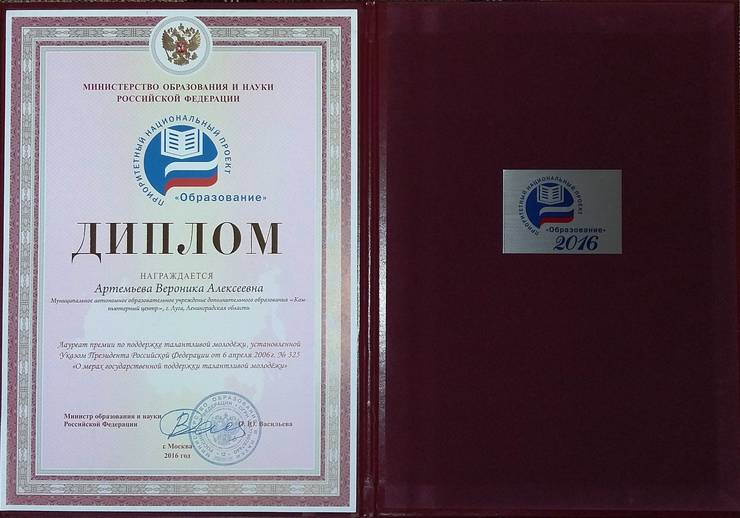 МИНИСТЕРСТВО ОБРАЗОВАНИЯ И НАУКИ
РОССИЙСКОЙ ФЕДЕРАЦИИ
ПРИОРИТЕТНЫЙ НАЦИОНАЛЬНЫЙ ПРОЕКТ
«Образование»
ДИПЛОМ
НАГРАЖДАЕТСЯ
Артемьева Вероника Алексеевна
Муниципальное автономное образовательное учреждение дополнительного образования «Ком
пьютерный центр», г. Луга, Ленинградская область
Лауреат премии по поддержке талантливой молодёжи, установленной
Указом Президента Российской Федерации от 6 апреля 2006 г. № 325
«О мерах государственной поддержки талантливой молодёжи»
Министр образования и науки
Российской Федерации
О. Ю. Васильева
г. Москва
2016 год
ПРИОРИТЕТНЫЙ НАЦИОНАЛЬНЫЙ ПРОЕКТ
«Образование»
2016